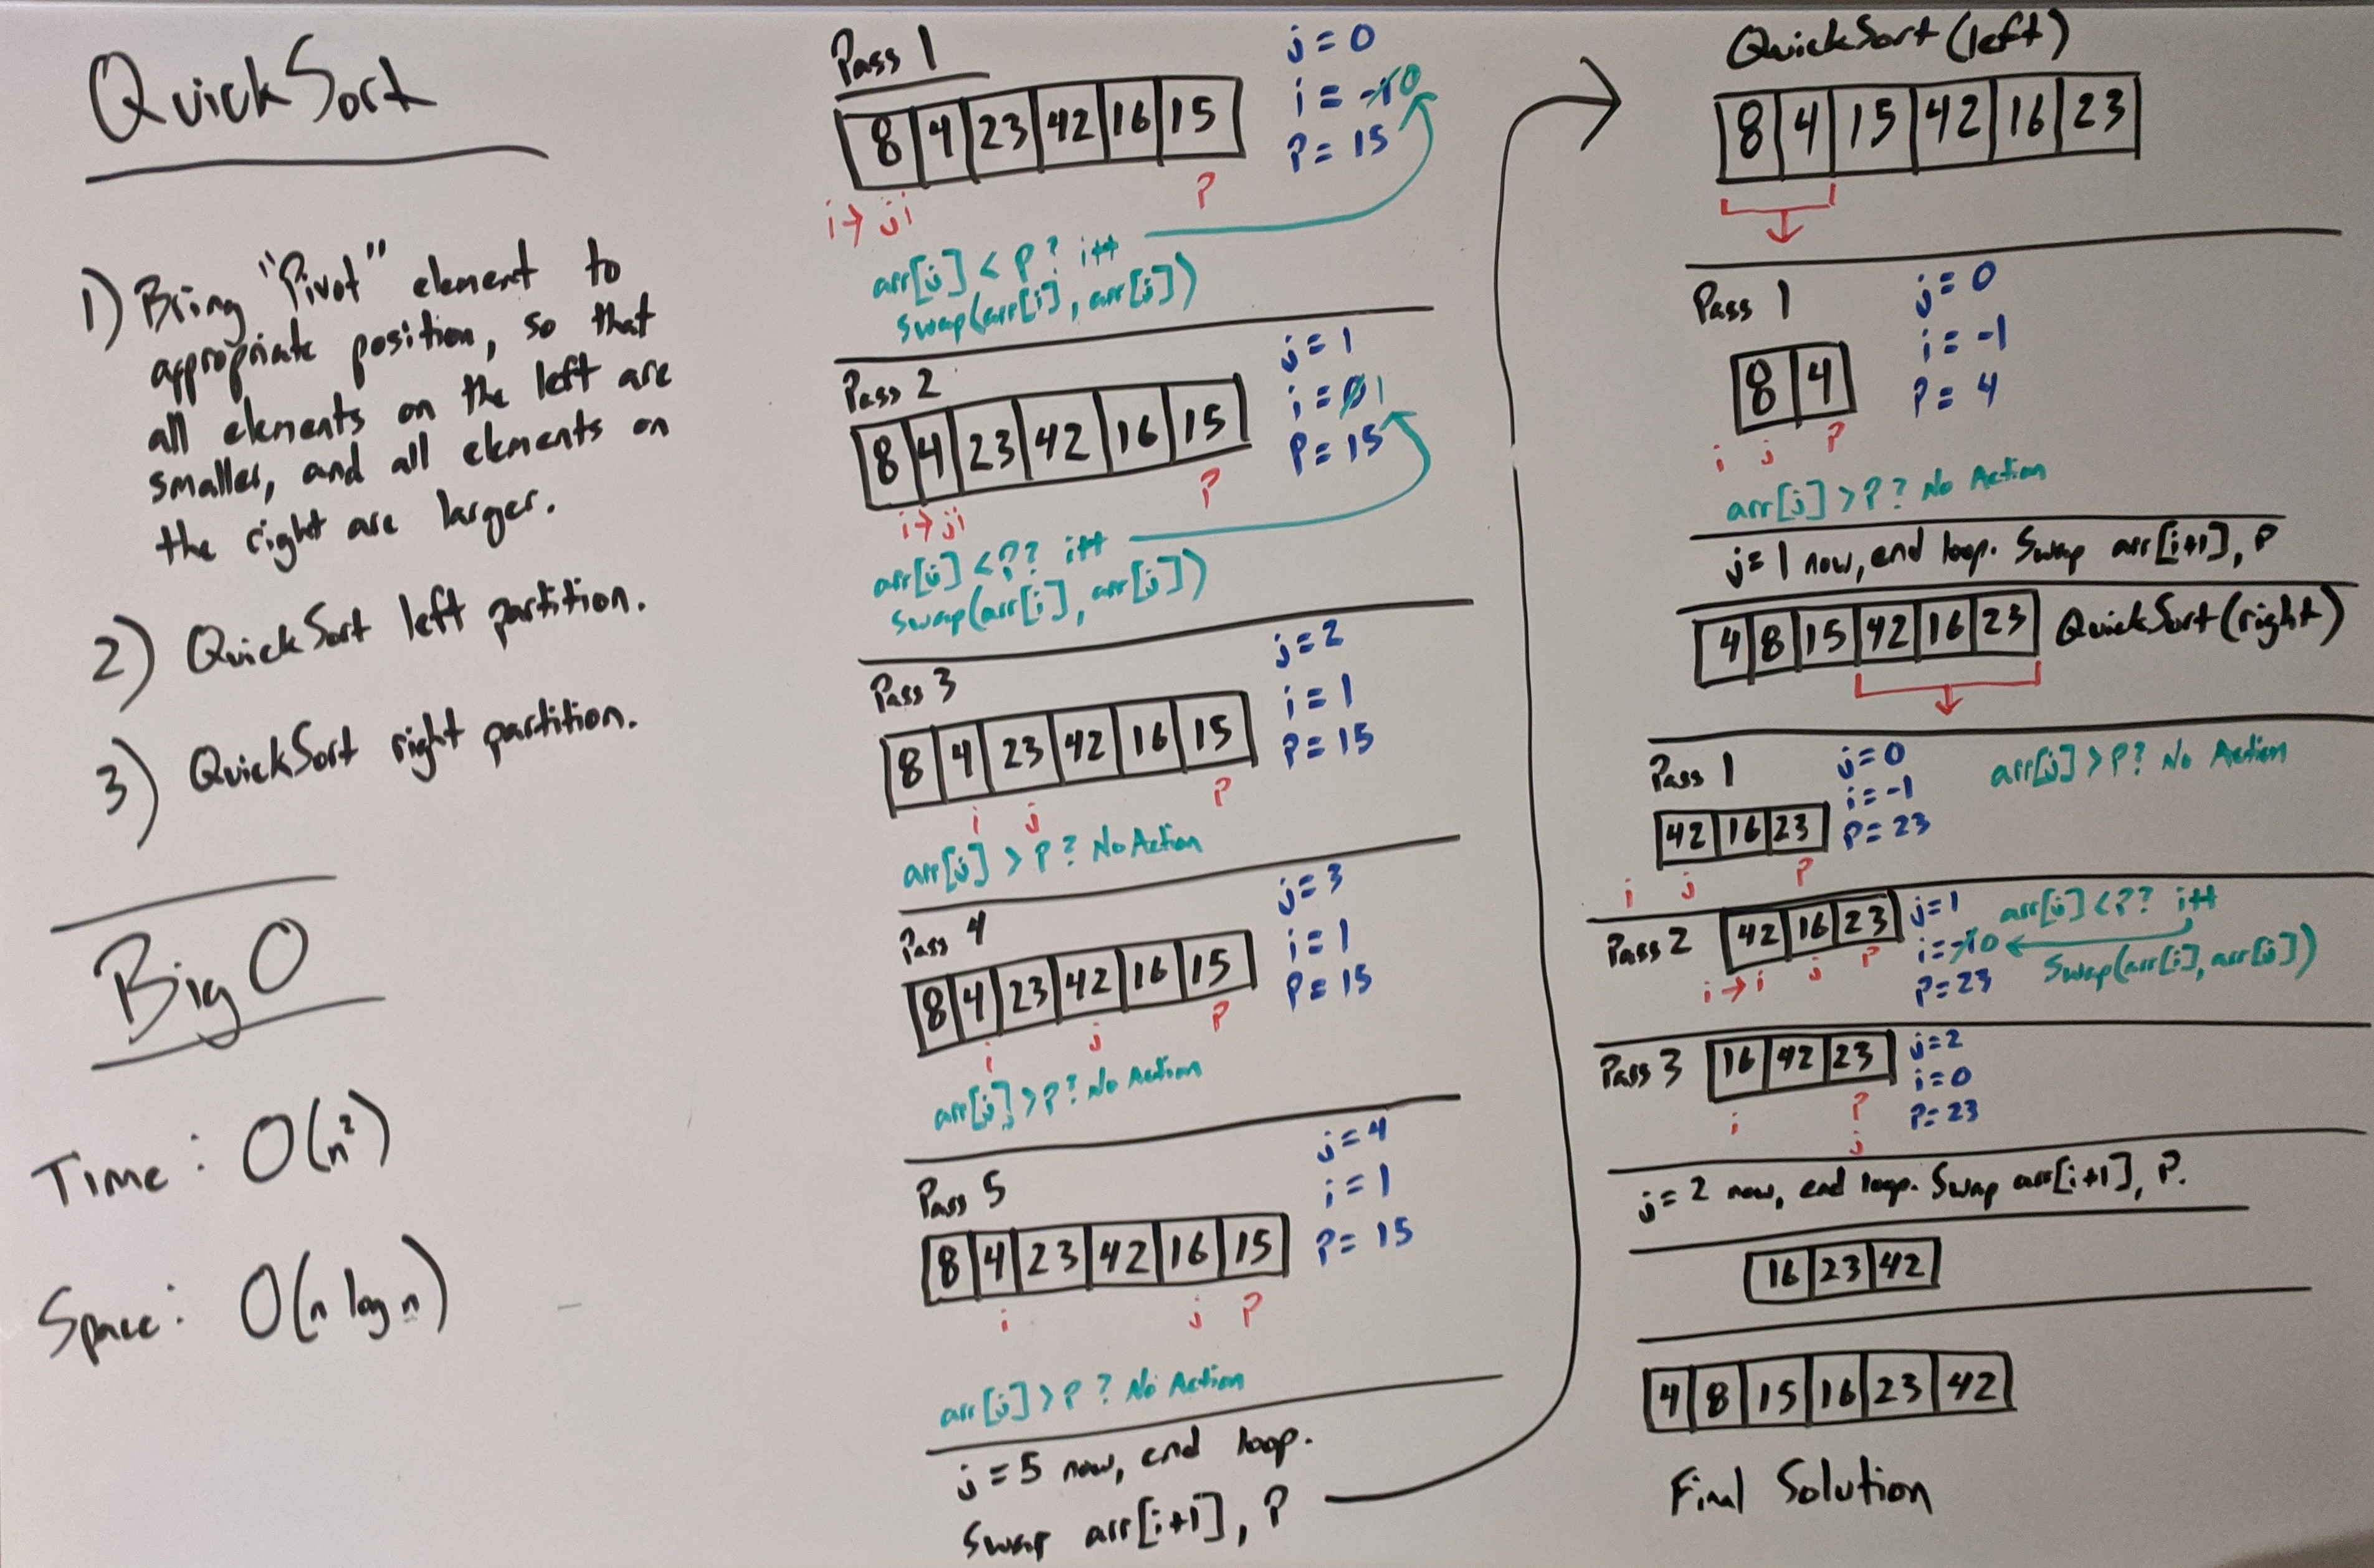 QuickSort
1) Bring "Pivot" element to
appropriate position, so that
all elements on the left are
smaller, and all elements on
the right are larger.
2) QuickSort left partition.
3) QuickSort right partition.
Big O
Time: O(n²)
Space: O(n log n)
Pass 1
j = 0
i = -1 0
P = 15
8 4 23 42 16 15
i → j i P
arr[j] < P? i++
Swap(arr[i], arr[j])
Pass 2
j = 1
i = 0 1
P = 15
8 4 23 42 16 15
i → j i P
arr[j] < P? i++
Swap(arr[i], arr[j])
Pass 3
j = 2
i = 1
P = 15
8 4 23 42 16 15
i j P
arr[j] > P? No Action
Pass 4
j = 3
i = 1
P = 15
8 4 23 42 16 15
i j P
arr[j] > P? No Action
Pass 5
j = 4
i = 1
P = 15
8 4 23 42 16 15
i j P
arr[j] > P? No Action
j = 5 now, end loop.
Swap arr[i+1], P
QuickSort(left)
8 4 15 42 16 23
Pass 1
j = 0
i = -1
P = 4
8 4
i j P
arr[j] > P? No Action
j = 1 now, end loop. Swap arr[i+1], P
4 8 15 42 16 23 QuickSort(right)
Pass 1
j = 0
i = -1
P = 23
arr[j] > P? No Action
42 16 23
i j P
Pass 2 42 16 23
j = 1
i = -1 0
P = 23
arr[j] < P? i++
Swap(arr[i], arr[j])
i → i j P
Pass 3 16 42 23
j = 2
i = 0
P = 23
i P
j
j = 2 now, end loop. Swap arr[i+1], P.
16 23 42
4 8 15 16 23 42
Final Solution